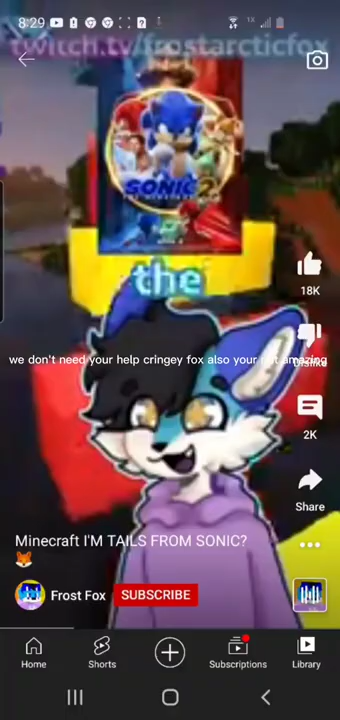 8:29
twitch.tv/frostarcticfox
SONIC 2
the
18K
we don't need your help cringey fox also your not amazing
Dislike
2K
Share
Minecraft I'M TAILS FROM SONIC?
🦊
Frost Fox
SUBSCRIBE
Home
Shorts
Subscriptions
Library